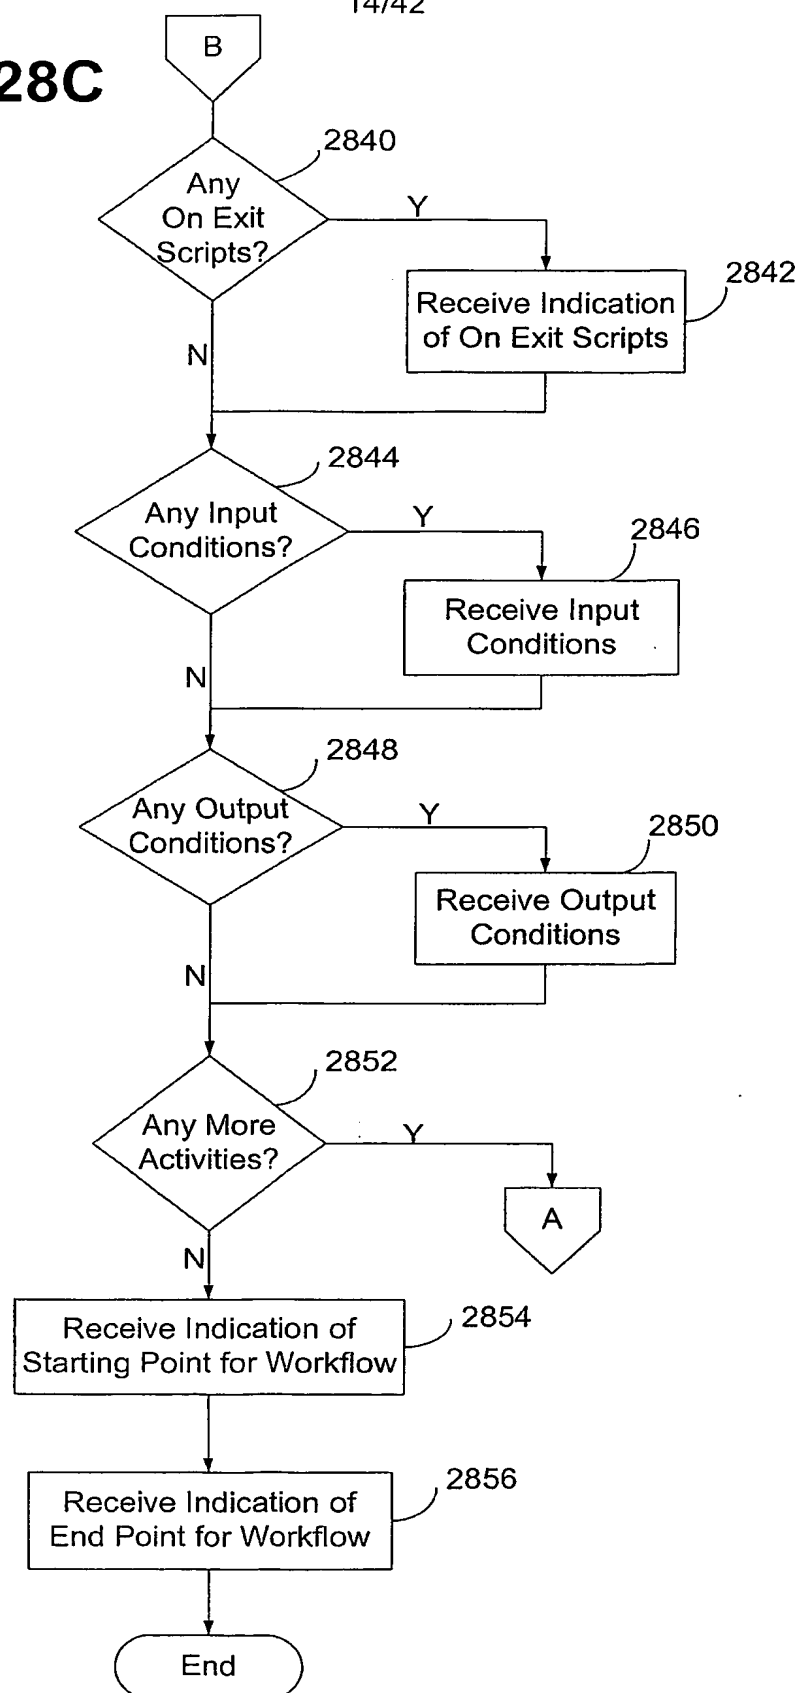 14/42
B
28C
2840
Any
On Exit
Scripts?
Y
2842
Receive Indication
of On Exit Scripts
N
2844
Any Input
Conditions?
Y
2846
Receive Input
Conditions
N
2848
Any Output
Conditions?
Y
2850
Receive Output
Conditions
N
2852
Any More
Activities?
Y
A
N
2854
Receive Indication of
Starting Point for Workflow
2856
Receive Indication of
End Point for Workflow
End